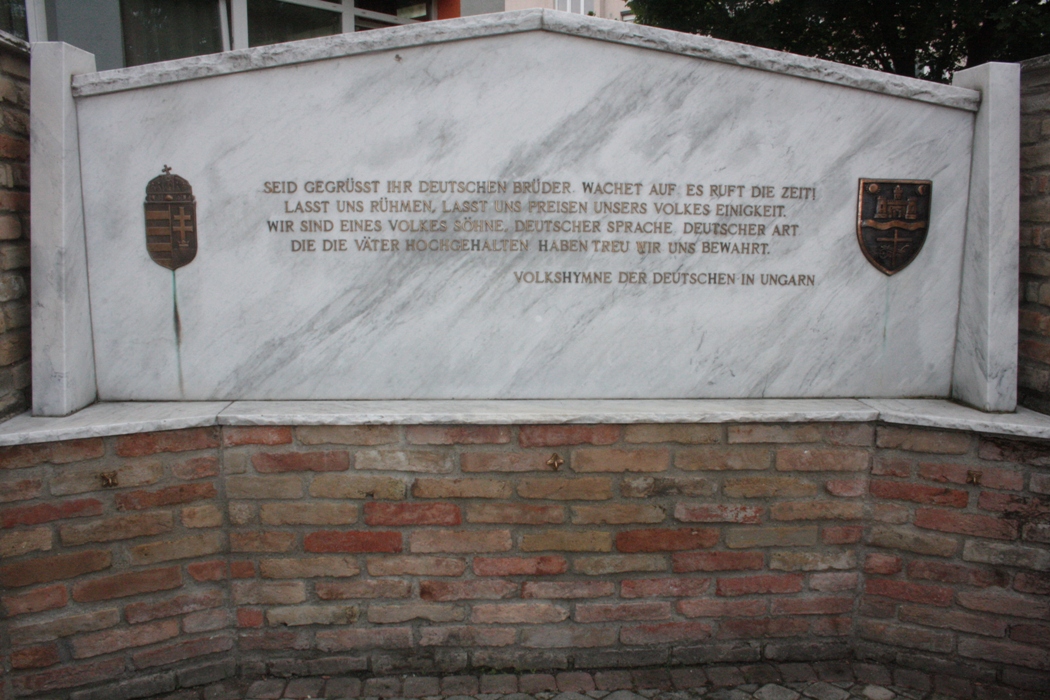 SEID GEGRÜSST IHR DEUTSCHEN BRÜDER. WACHET AUF: ES RUFT DIE ZEIT!
LASST UNS RÜHMEN, LASST UNS PREISEN UNSERS VOLKES EINIGKEIT.
WIR SIND EINES VOLKES SÖHNE, DEUTSCHER SPRACHE, DEUTSCHER ART.
DIE DIE VÄTER HOCHGEHALTEN HABEN TREU WIR UNS BEWAHRT.
VOLKSHYMNE DER DEUTSCHEN IN UNGARN